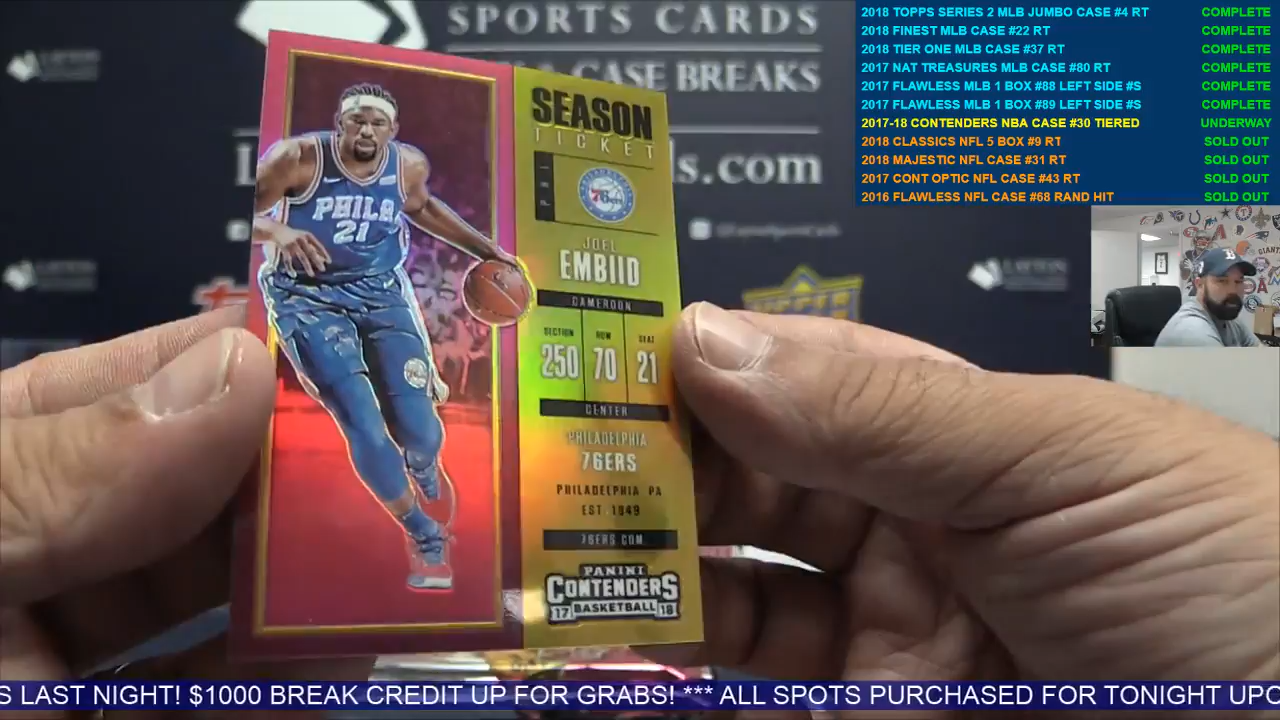 SPORTS CARDS
CASE BREAKS
s.com
SEASON
TICKET
PHI
76ERS
JOEL
EMBIID
CAMEROON
SECTION ROW SEAT
250 70 21
CENTER
PHILADELPHIA
76ERS
PHILADELPHIA PA
EST.1849
76ERS.COM
PANINI
CONTENDERS
17 BASKETBALL 18
PHILA
21
2018 TOPPS SERIES 2 MLB JUMBO CASE #4 RT COMPLETE
2018 FINEST MLB CASE #22 RT COMPLETE
2018 TIER ONE MLB CASE #37 RT COMPLETE
2017 NAT TREASURES MLB CASE #80 RT COMPLETE
2017 FLAWLESS MLB 1 BOX #88 LEFT SIDE #S COMPLETE
2017 FLAWLESS MLB 1 BOX #89 LEFT SIDE #S COMPLETE
2017-18 CONTENDERS NBA CASE #30 TIERED UNDERWAY
2018 CLASSICS NFL 5 BOX #9 RT SOLD OUT
2018 MAJESTIC NFL CASE #31 RT SOLD OUT
2017 CONT OPTIC NFL CASE #43 RT SOLD OUT
2016 FLAWLESS NFL CASE #68 RAND HIT SOLD OUT
S LAST NIGHT! $1000 BREAK CREDIT UP FOR GRABS! *** ALL SPOTS PURCHASED FOR TONIGHT UPC